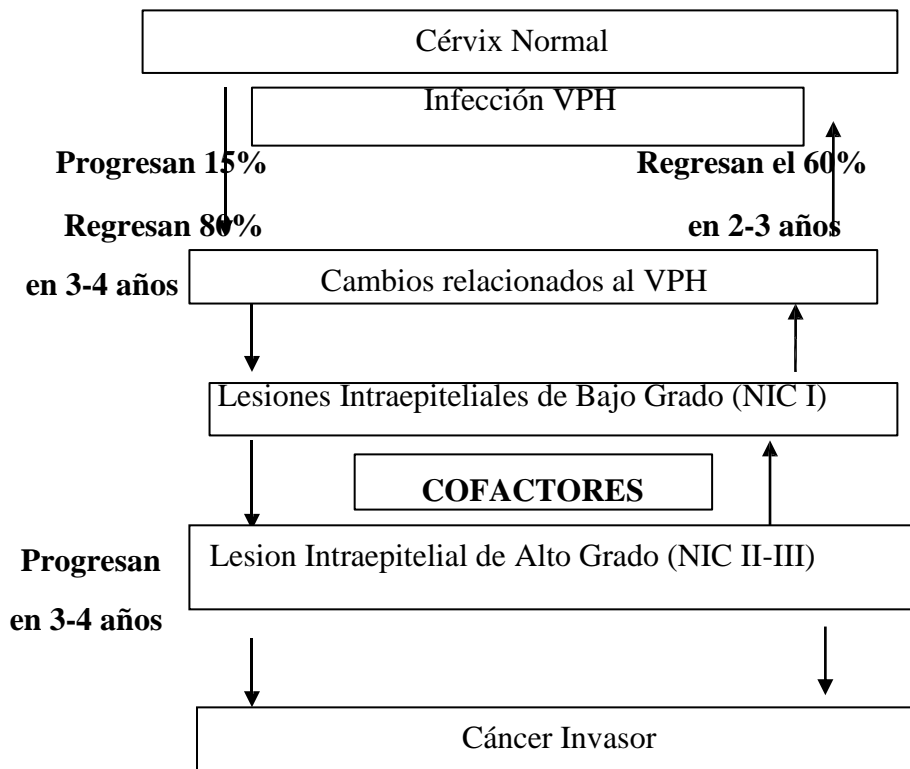 Cérvix Normal
Infección VPH
Progresan 15%
Regresan 80%
en 3-4 años
Regresan el 60%
en 2-3 años
Cambios relacionados al VPH
Lesiones Intraepiteliales de Bajo Grado (NIC I)
COFACTORES
Lesion Intraepitelial de Alto Grado (NIC II-III)
Progresan
en 3-4 años
Cáncer Invasor